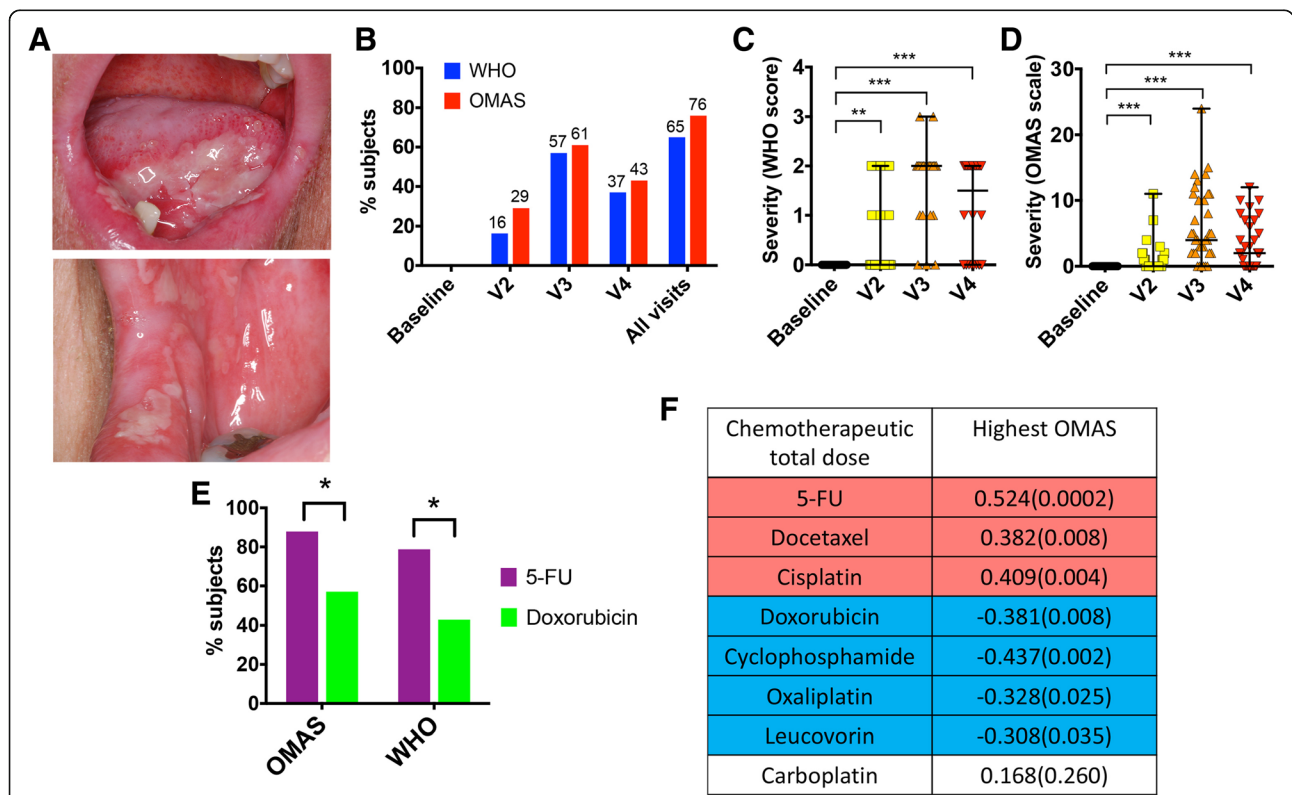 A
B
WHO
OMAS
% subjects
100
80
60
40
20
0
16
29
57
61
37
43
65
76
Baseline
V2
V3
V4
All visits
C
Severity (WHO score)
4
3
2
1
0
**
***
***
Baseline
V2
V3
V4
D
Severity (OMAS scale)
30
20
10
0
***
***
***
Baseline
V2
V3
V4
E
% subjects
100
80
60
40
20
0
*
*
OMAS
WHO
5-FU
Doxorubicin
F
Chemotherapeutic
total dose
Highest OMAS
5-FU
0.524(0.0002)
Docetaxel
0.382(0.008)
Cisplatin
0.409(0.004)
Doxorubicin
-0.381(0.008)
Cyclophosphamide
-0.437(0.002)
Oxaliplatin
-0.328(0.025)
Leucovorin
-0.308(0.035)
Carboplatin
0.168(0.260)